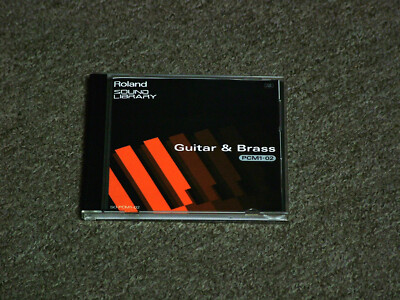 Roland
SOUND
LIBRARY
Guitar & Brass
PCM1-02